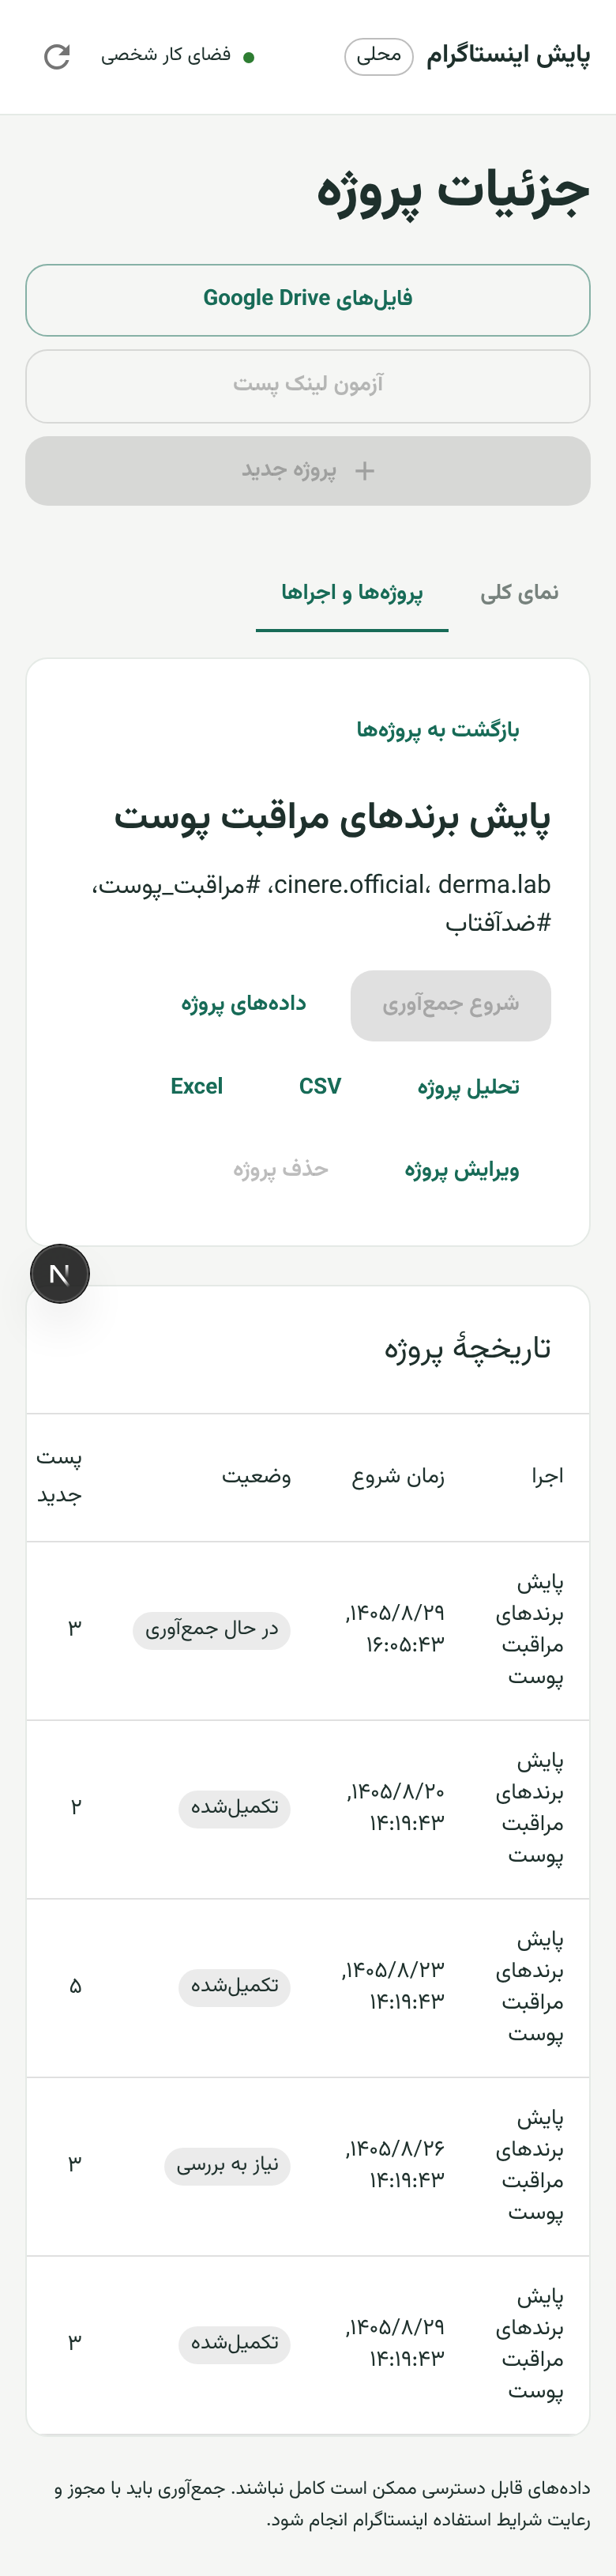 پایش اینستاگرام
محلی
فضای کار شخصی
جزئیات پروژه
فایل‌های Google Drive
آزمون لینک پست
پروژه جدید
نمای کلی
پروژه‌ها و اجراها
بازگشت به پروژه‌ها
پایش برندهای مراقبت پوست
cinere.official، derma.lab، #مراقبت_پوست،
#ضدآفتاب
شروع جمع‌آوری
داده‌های پروژه
تحلیل پروژه
CSV
Excel
ویرایش پروژه
حذف پروژه
N
تاریخچهٔ پروژه
اجرا
زمان شروع
وضعیت
پست
جدید
پایش
برندهای
مراقبت
پوست
۱۴۰۵/۸/۲۹,
۱۶:۰۵:۴۳
در حال جمع‌آوری
۳
پایش
برندهای
مراقبت
پوست
۱۴۰۵/۸/۲۰,
۱۴:۱۹:۴۳
تکمیل‌شده
۲
پایش
برندهای
مراقبت
پوست
۱۴۰۵/۸/۲۳,
۱۴:۱۹:۴۳
تکمیل‌شده
۵
پایش
برندهای
مراقبت
پوست
۱۴۰۵/۸/۲۶,
۱۴:۱۹:۴۳
نیاز به بررسی
۳
پایش
برندهای
مراقبت
پوست
۱۴۰۵/۸/۲۹,
۱۴:۱۹:۴۳
تکمیل‌شده
۳
داده‌های قابل دسترسی ممکن است کامل نباشند. جمع‌آوری باید با مجوز و
رعایت شرایط استفاده اینستاگرام انجام شود.